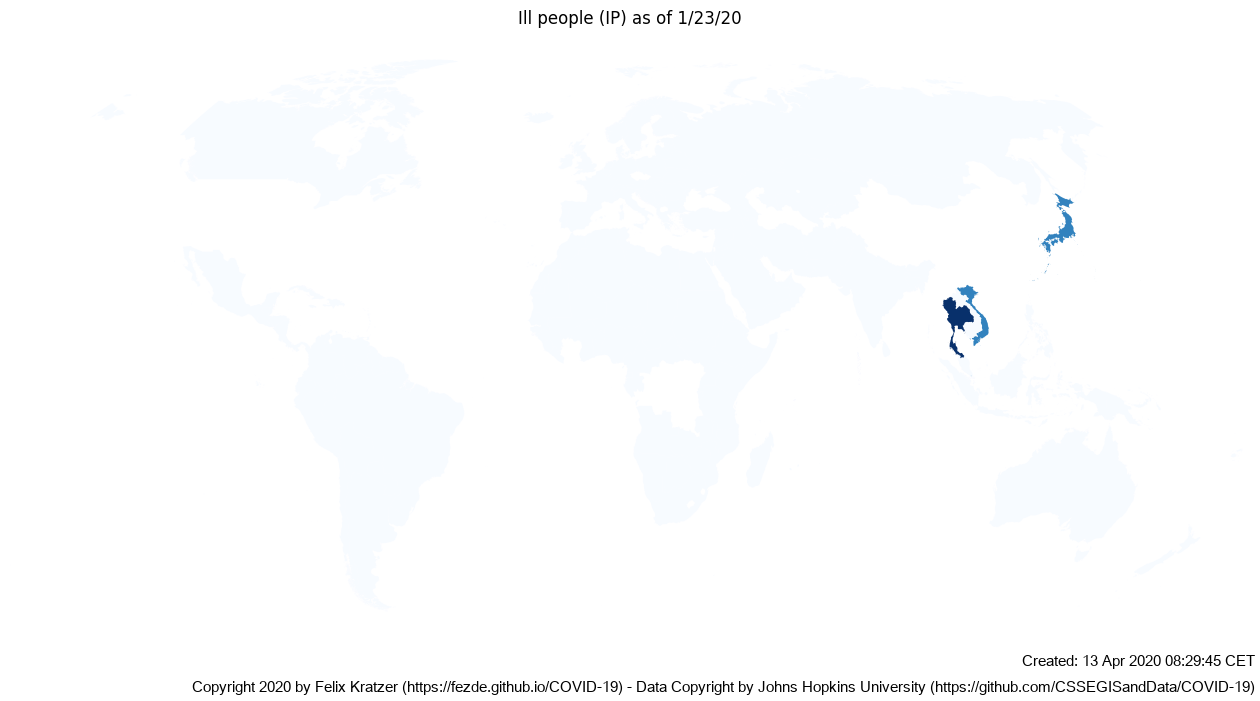 Ill people (IP) as of 1/23/20
Created: 13 Apr 2020 08:29:45 CET
Copyright 2020 by Felix Kratzer (https://fezde.github.io/COVID-19) - Data Copyright by Johns Hopkins University (https://github.com/CSSEGISandData/COVID-19)